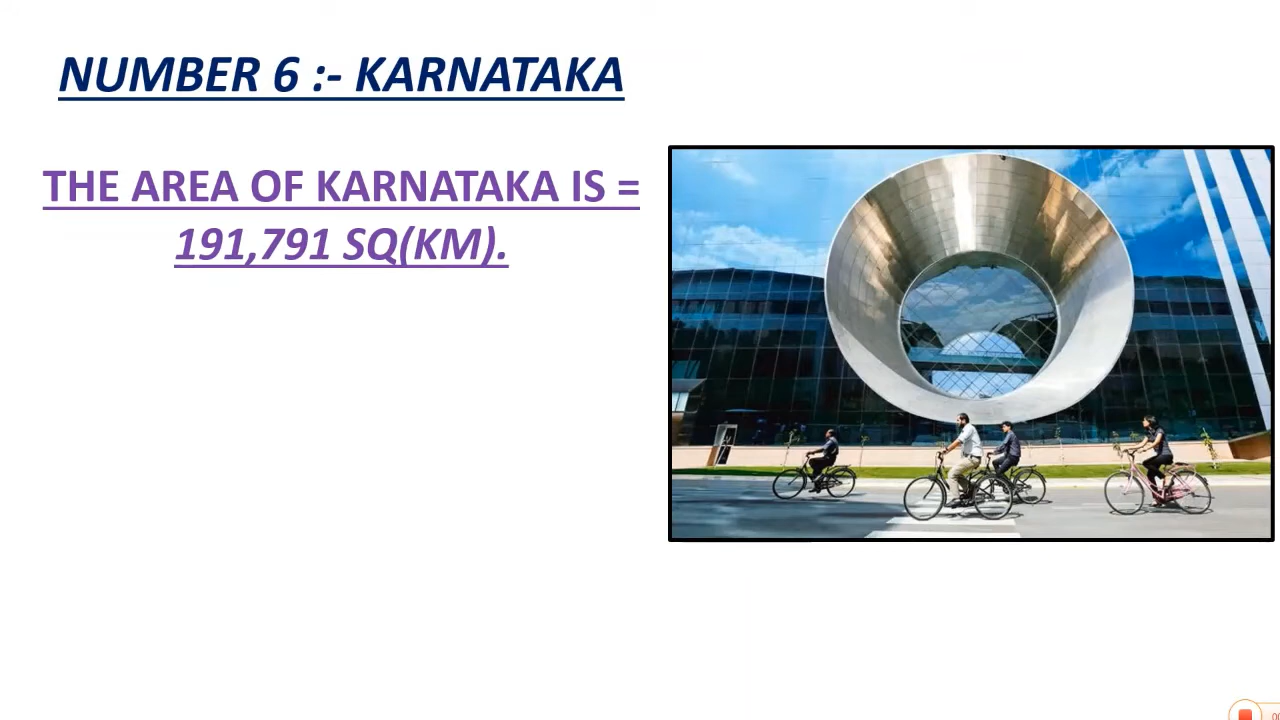 NUMBER 6 :- KARNATAKA
THE AREA OF KARNATAKA IS =
191,791 SQ(KM).